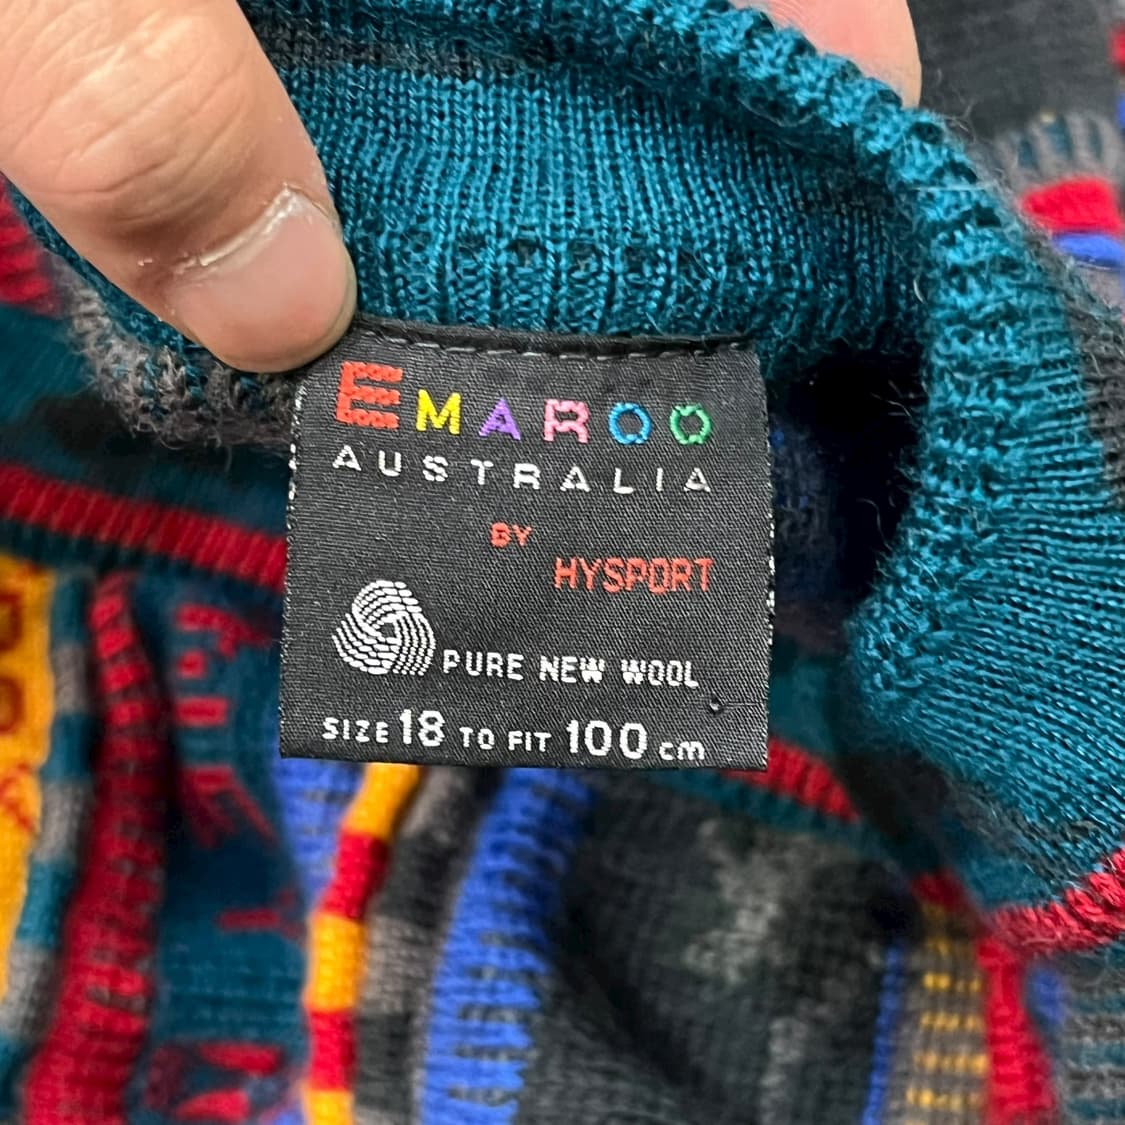 EMAROO
AUSTRALIA
BY
HYSPORT
PURE NEW WOOL
SIZE 18 TO FIT 100 cm